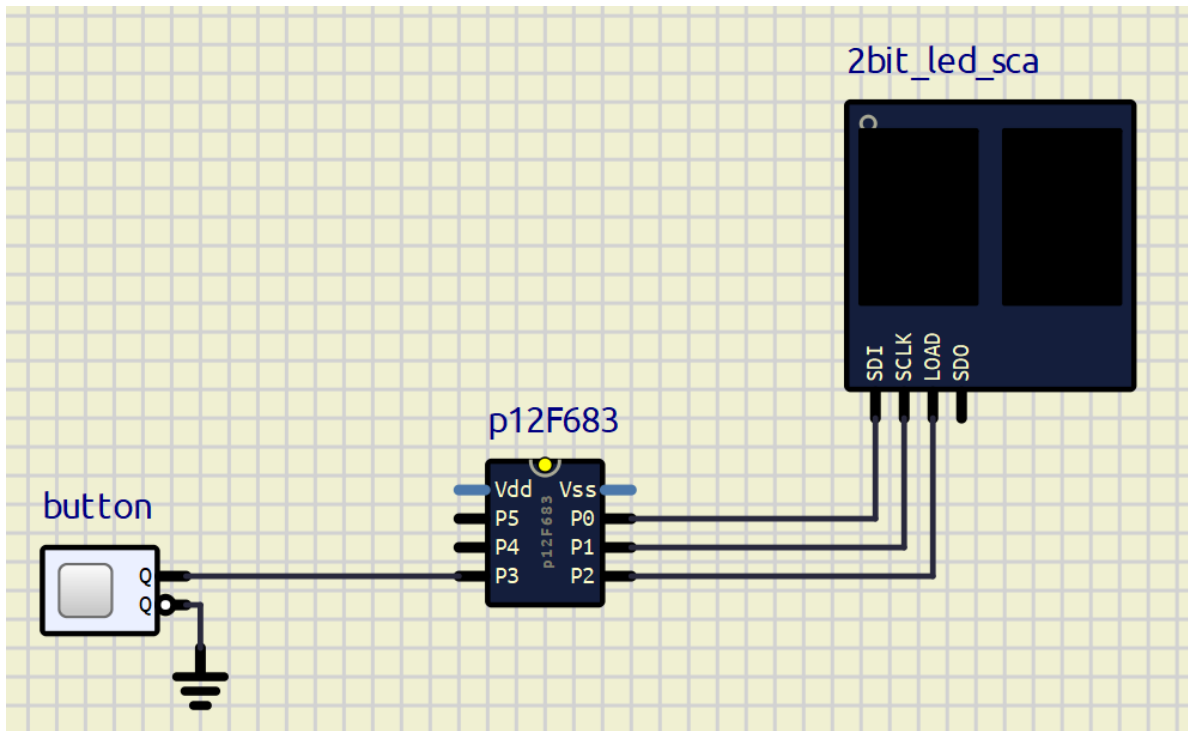 2bit_led_sca
SDI
SCLK
LOAD
SDO
p12F683
Vdd
Vss
P5
P0
P4
P1
P3
P2
p12F683
button
Q
Q